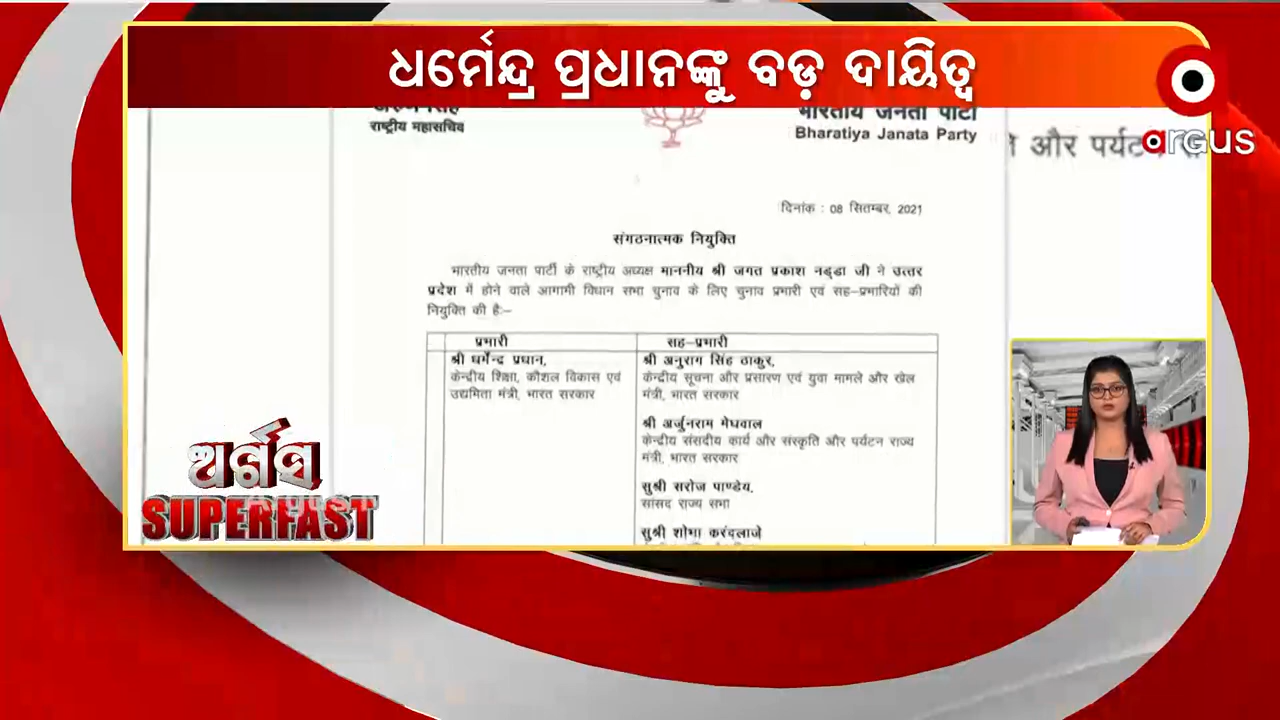 ଧର୍ମେନ୍ଦ୍ର ପ୍ରଧାନଙ୍କୁ ବଡ଼ ଦାୟିତ୍ୱ
argus
राष्ट्रीय महासचिव
भारतीय जनता पार्टी
Bharatiya Janata Party
और
दिनांक : 08 सितम्बर, 2021
संगठनात्मक नियुक्ति
भारतीय जनता पार्टी के राष्ट्रीय अध्यक्ष माननीय श्री जगत प्रकाश नड्डा जी ने उत्तर
प्रदेश में होने वाले आगामी विधान सभा चुनाव के लिए चुनाव प्रभारी एवं सह-प्रभारियों की
नियुक्ति की है:-
प्रभारी
सह-प्रभारी
श्री धर्मेन्द्र प्रधान,
केन्द्रीय शिक्षा, कौशल विकास एवं
उद्यमिता मंत्री, भारत सरकार
श्री अनुराग सिंह ठाकुर,
केन्द्रीय सूचना और प्रसारण एवं युवा मामले और खेल
मंत्री, भारत सरकार
श्री अर्जुनराम मेघवाल
केन्द्रीय संसदीय कार्य और संस्कृति और पर्यटन राज्य
मंत्री, भारत सरकार
सुश्री सरोज पाण्डेय,
सांसद राज्य सभा
सुश्री शोभा करंदलाजे
ଅର୍ଗସ
SUPERFAST